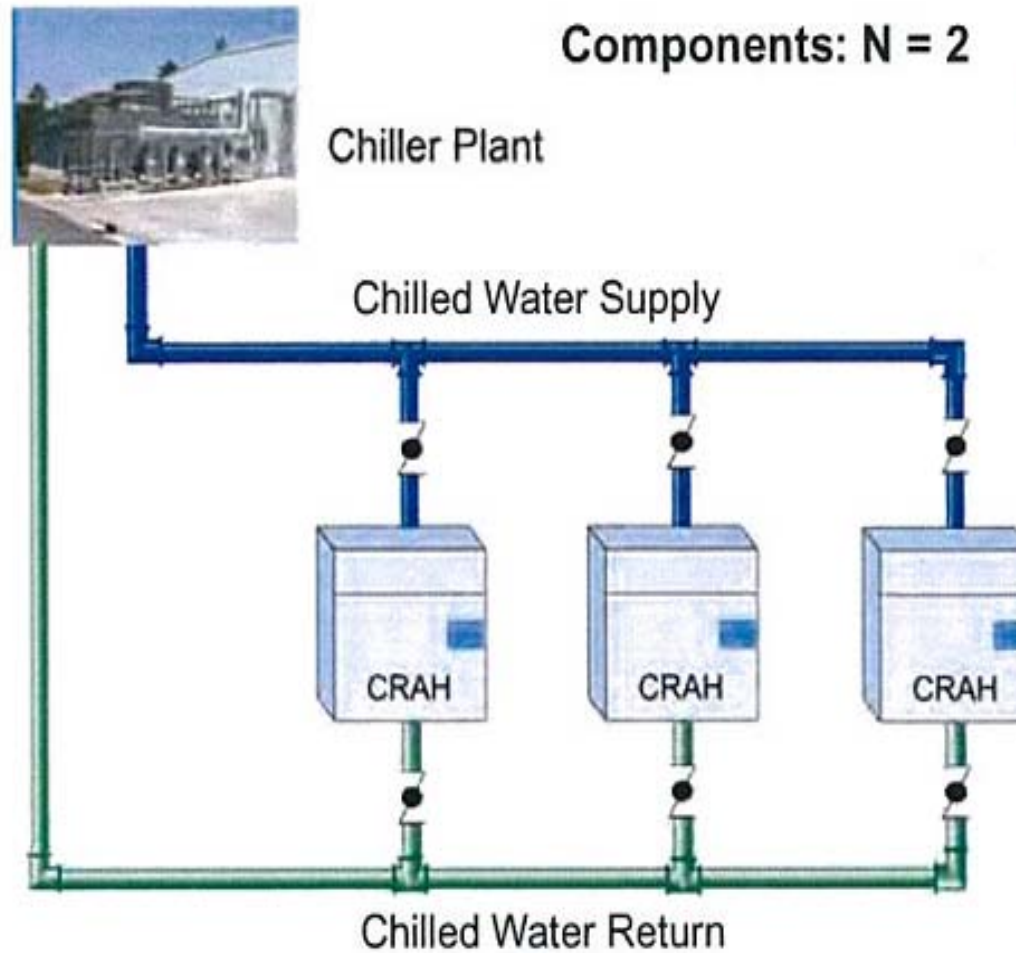 Components: N = 2
Chiller Plant
Chilled Water Supply
CRAH
CRAH
CRAH
Chilled Water Return